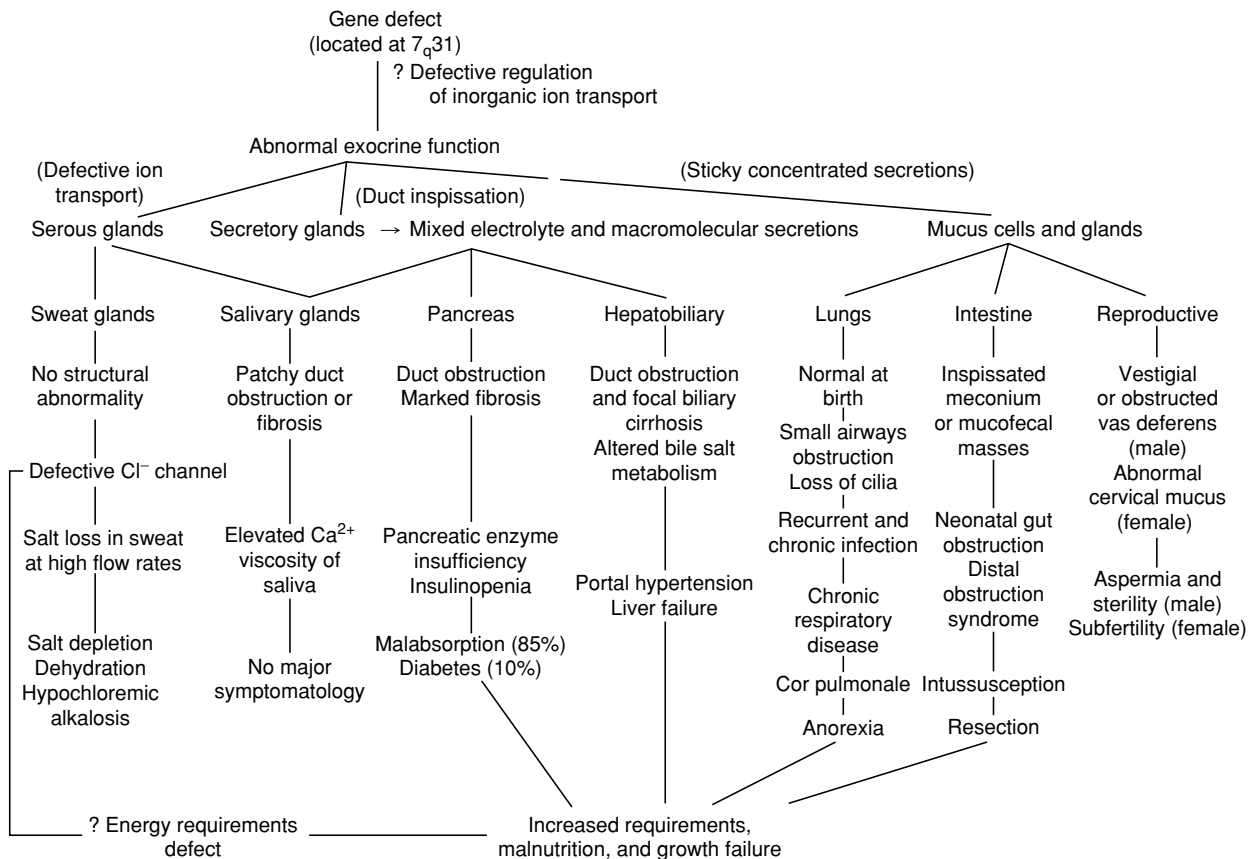 Gene defect
(located at 7q31)
? Defective regulation
of inorganic ion transport
Abnormal exocrine function
(Defective ion
transport)
(Duct inspissation)
(Sticky concentrated secretions)
Serous glands
Secretory glands → Mixed electrolyte and macromolecular secretions
Mucus cells and glands
Sweat glands
No structural
abnormality
Defective Cl⁻ channel
Salt loss in sweat
at high flow rates
Salt depletion
Dehydration
Hypochloremic
alkalosis
Salivary glands
Patchy duct
obstruction or
fibrosis
Elevated Ca²⁺
viscosity of
saliva
No major
symptomatology
Pancreas
Duct obstruction
Marked fibrosis
Pancreatic enzyme
insufficiency
Insulinopenia
Malabsorption (85%)
Diabetes (10%)
Hepatobiliary
Duct obstruction
and focal biliary
cirrhosis
Altered bile salt
metabolism
Portal hypertension
Liver failure
Lungs
Normal at
birth
Small airways
obstruction
Loss of cilia
Recurrent and
chronic infection
Chronic
respiratory
disease
Cor pulmonale
Anorexia
Intestine
Inspissated
meconium
or mucofecal
masses
Neonatal gut
obstruction
Distal
obstruction
syndrome
Intussusception
Resection
Reproductive
Vestigial
or obstructed
vas deferens
(male)
Abnormal
cervical mucus
(female)
Aspermia and
sterility (male)
Subfertility (female)
? Energy requirements
defect
Increased requirements,
malnutrition, and growth failure